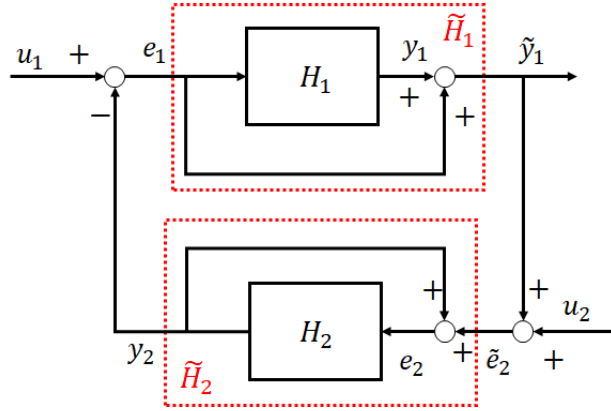 u₁ + e₁ y₁ H̃₁ ỹ₁
H₁
− + +
+ +
H₂ u₂
y₂ e₂ + ẽ₂ +
H̃₂